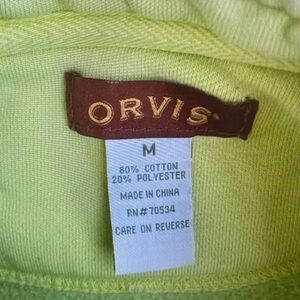 ORVIS
M
80% COTTON
20% POLYESTER
MADE IN CHINA
RN#70534
CARE ON REVERSE